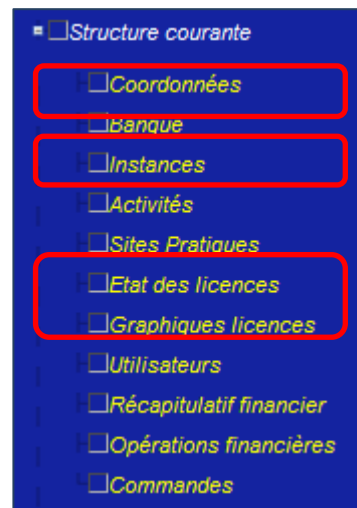 Structure courante
Coordonnées
Banque
Instances
Activités
Sites Pratiques
Etat des licences
Graphiques licences
Utilisateurs
Récapitulatif financier
Opérations financières
Commandes